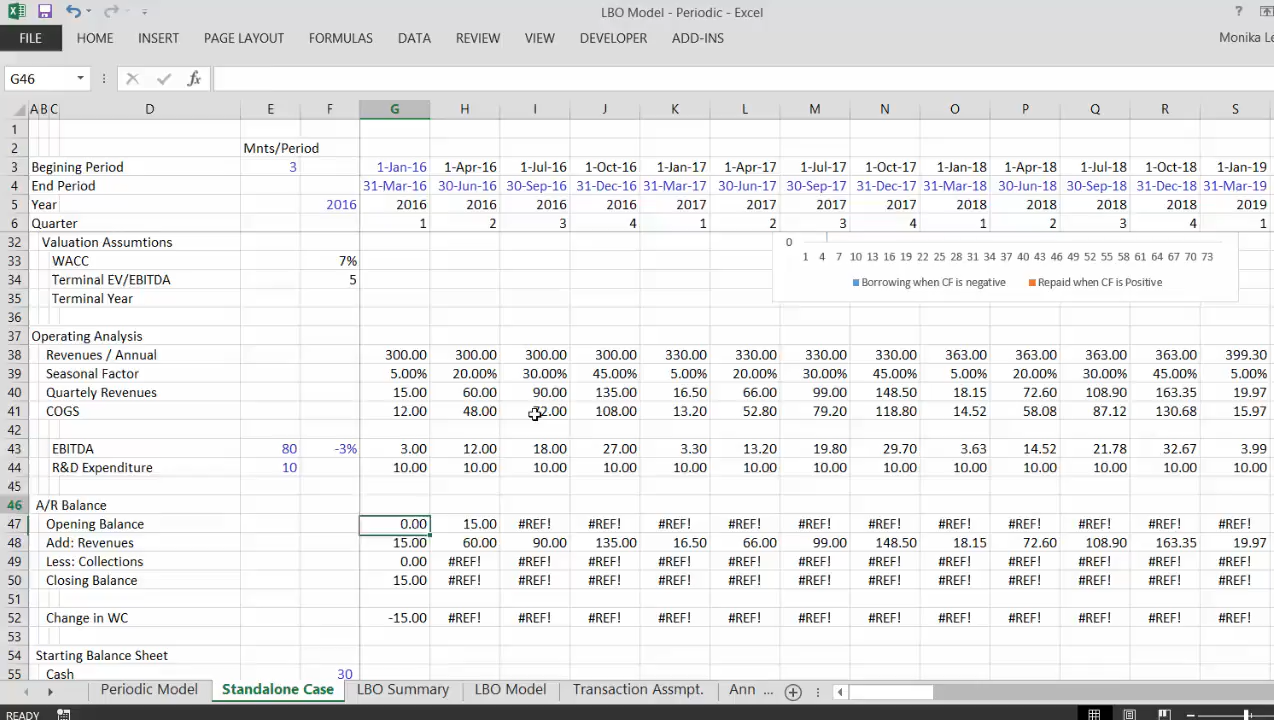 LBO Model - Periodic - Excel ?
FILE HOME INSERT PAGE LAYOUT FORMULAS DATA REVIEW VIEW DEVELOPER ADD-INS Monika Le
G46 fx
A B C D E F G H I J K L M N O P Q R S
1
2 Mnts/Period
3 Begining Period 3 1-Jan-16 1-Apr-16 1-Jul-16 1-Oct-16 1-Jan-17 1-Apr-17 1-Jul-17 1-Oct-17 1-Jan-18 1-Apr-18 1-Jul-18 1-Oct-18 1-Jan-19
4 End Period 31-Mar-16 30-Jun-16 30-Sep-16 31-Dec-16 31-Mar-17 30-Jun-17 30-Sep-17 31-Dec-17 31-Mar-18 30-Jun-18 30-Sep-18 31-Dec-18 31-Mar-19
5 Year 2016 2016 2016 2016 2016 2017 2017 2017 2017 2018 2018 2018 2018 2019
6 Quarter 1 2 3 4 1 2 3 4 1 2 3 4 1
32 Valuation Assumptions 0
33 WACC 7% 1 4 7 10 13 16 19 22 25 28 31 34 37 40 43 46 49 52 55 58 61 64 67 70 73
34 Terminal EV/EBITDA 5 Borrowing when CF is negative Repaid when CF is Positive
35 Terminal Year
36
37 Operating Analysis
38 Revenues / Annual 300.00 300.00 300.00 300.00 330.00 330.00 330.00 330.00 363.00 363.00 363.00 363.00 399.30
39 Seasonal Factor 5.00% 20.00% 30.00% 45.00% 5.00% 20.00% 30.00% 45.00% 5.00% 20.00% 30.00% 45.00% 5.00%
40 Quartely Revenues 15.00 60.00 90.00 135.00 16.50 66.00 99.00 148.50 18.15 72.60 108.90 163.35 19.97
41 COGS 12.00 48.00 72.00 108.00 13.20 52.80 79.20 118.80 14.52 58.08 87.12 130.68 15.97
42
43 EBITDA 80 -3% 3.00 12.00 18.00 27.00 3.30 13.20 19.80 29.70 3.63 14.52 21.78 32.67 3.99
44 R&D Expenditure 10 10.00 10.00 10.00 10.00 10.00 10.00 10.00 10.00 10.00 10.00 10.00 10.00 10.00
45
46 A/R Balance
47 Opening Balance 0.00 15.00 #REF! #REF! #REF! #REF! #REF! #REF! #REF! #REF! #REF! #REF! #REF!
48 Add: Revenues 15.00 60.00 90.00 135.00 16.50 66.00 99.00 148.50 18.15 72.60 108.90 163.35 19.97
49 Less: Collections 0.00 #REF! #REF! #REF! #REF! #REF! #REF! #REF! #REF! #REF! #REF! #REF! #REF!
50 Closing Balance 15.00 #REF! #REF! #REF! #REF! #REF! #REF! #REF! #REF! #REF! #REF! #REF! #REF!
51
52 Change in WC -15.00 #REF! #REF! #REF! #REF! #REF! #REF! #REF! #REF! #REF! #REF! #REF! #REF!
53
54 Starting Balance Sheet
55 Cash 30
Periodic Model Standalone Case LBO Summary LBO Model Transaction Assmpt. Ann ...
READY